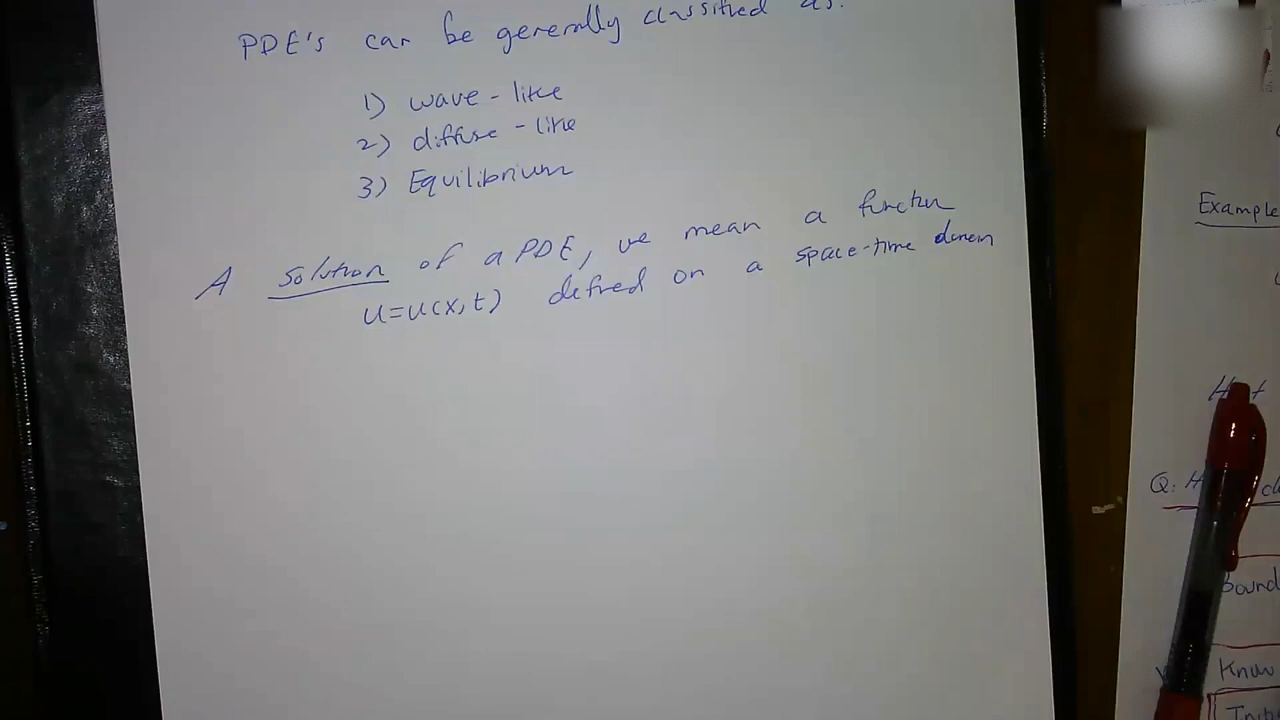 PDE's can be generally classified as:
1) wave-like
2) diffuse-like
3) Equilibrium
A solution of a PDE, we mean a function
u=u(x,t) defined on a space-time domain
Example
Q: H
Bound
Know